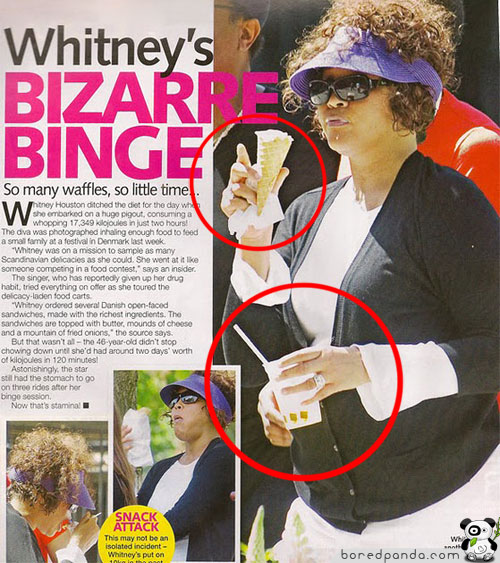 Whitney's
BIZARRE
BINGE
So many waffles, so little time...
Whitney Houston ditched the diet for the day when
she embarked on a huge pigout, consuming a
whopping 17,349 kilojoules in just two hours!
The diva was photographed inhaling enough food to feed
a small family at a festival in Denmark last week.
"Whitney was on a mission to sample as many
Scandinavian delicacies as she could. She went at it like
someone competing in a food contest," says an insider.
The singer, who has reportedly given up her drug
habit, tried everything on offer as she toured the
delicacy-laden food carts.
"Whitney ordered several Danish open-faced
sandwiches, made with the richest ingredients. The
sandwiches are topped with butter, mounds of cheese
and a mountain of fried onions," the source says.
But that wasn't all – the 46-year-old didn't stop
chowing down until she'd had around two days' worth
of kilojoules in 120 minutes!
Astonishingly, the star
still had the stomach to go
on three rides after her
binge session.
Now that's stamina!
SNACK
ATTACK
This may not be an
isolated incident –
Whitney's put on
10kg in the past
boredpanda.com